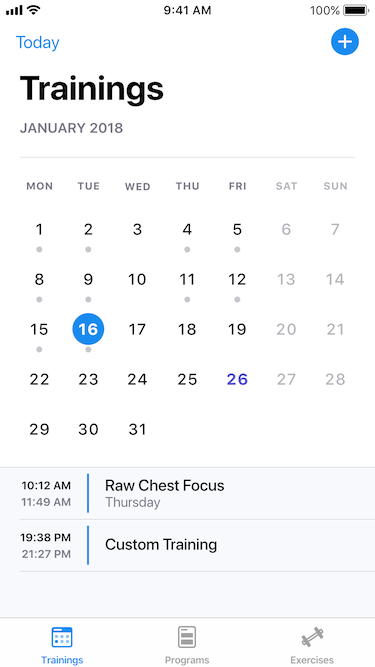 9:41 AM 100%
Today
Trainings
JANUARY 2018
MON TUE WED THU FRI SAT SUN
1 2 3 4 5 6 7
8 9 10 11 12 13 14
15 16 17 18 19 20 21
22 23 24 25 26 27 28
29 30 31
10:12 AM Raw Chest Focus
11:49 AM Thursday
19:38 PM Custom Training
21:27 PM
Trainings Programs Exercises